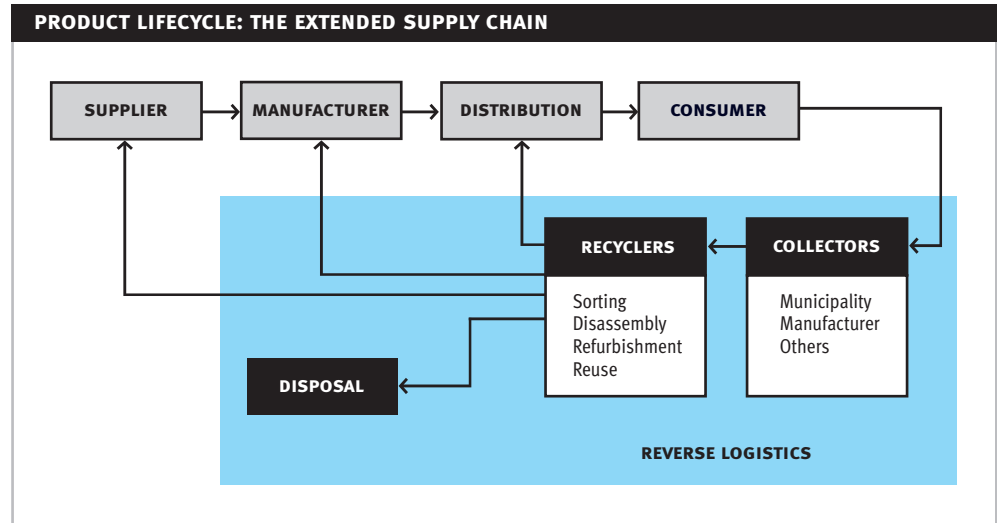 PRODUCT LIFECYCLE: THE EXTENDED SUPPLY CHAIN
SUPPLIER
MANUFACTURER
DISTRIBUTION
CONSUMER
RECYCLERS
Sorting
Disassembly
Refurbishment
Reuse
COLLECTORS
Municipality
Manufacturer
Others
DISPOSAL
REVERSE LOGISTICS